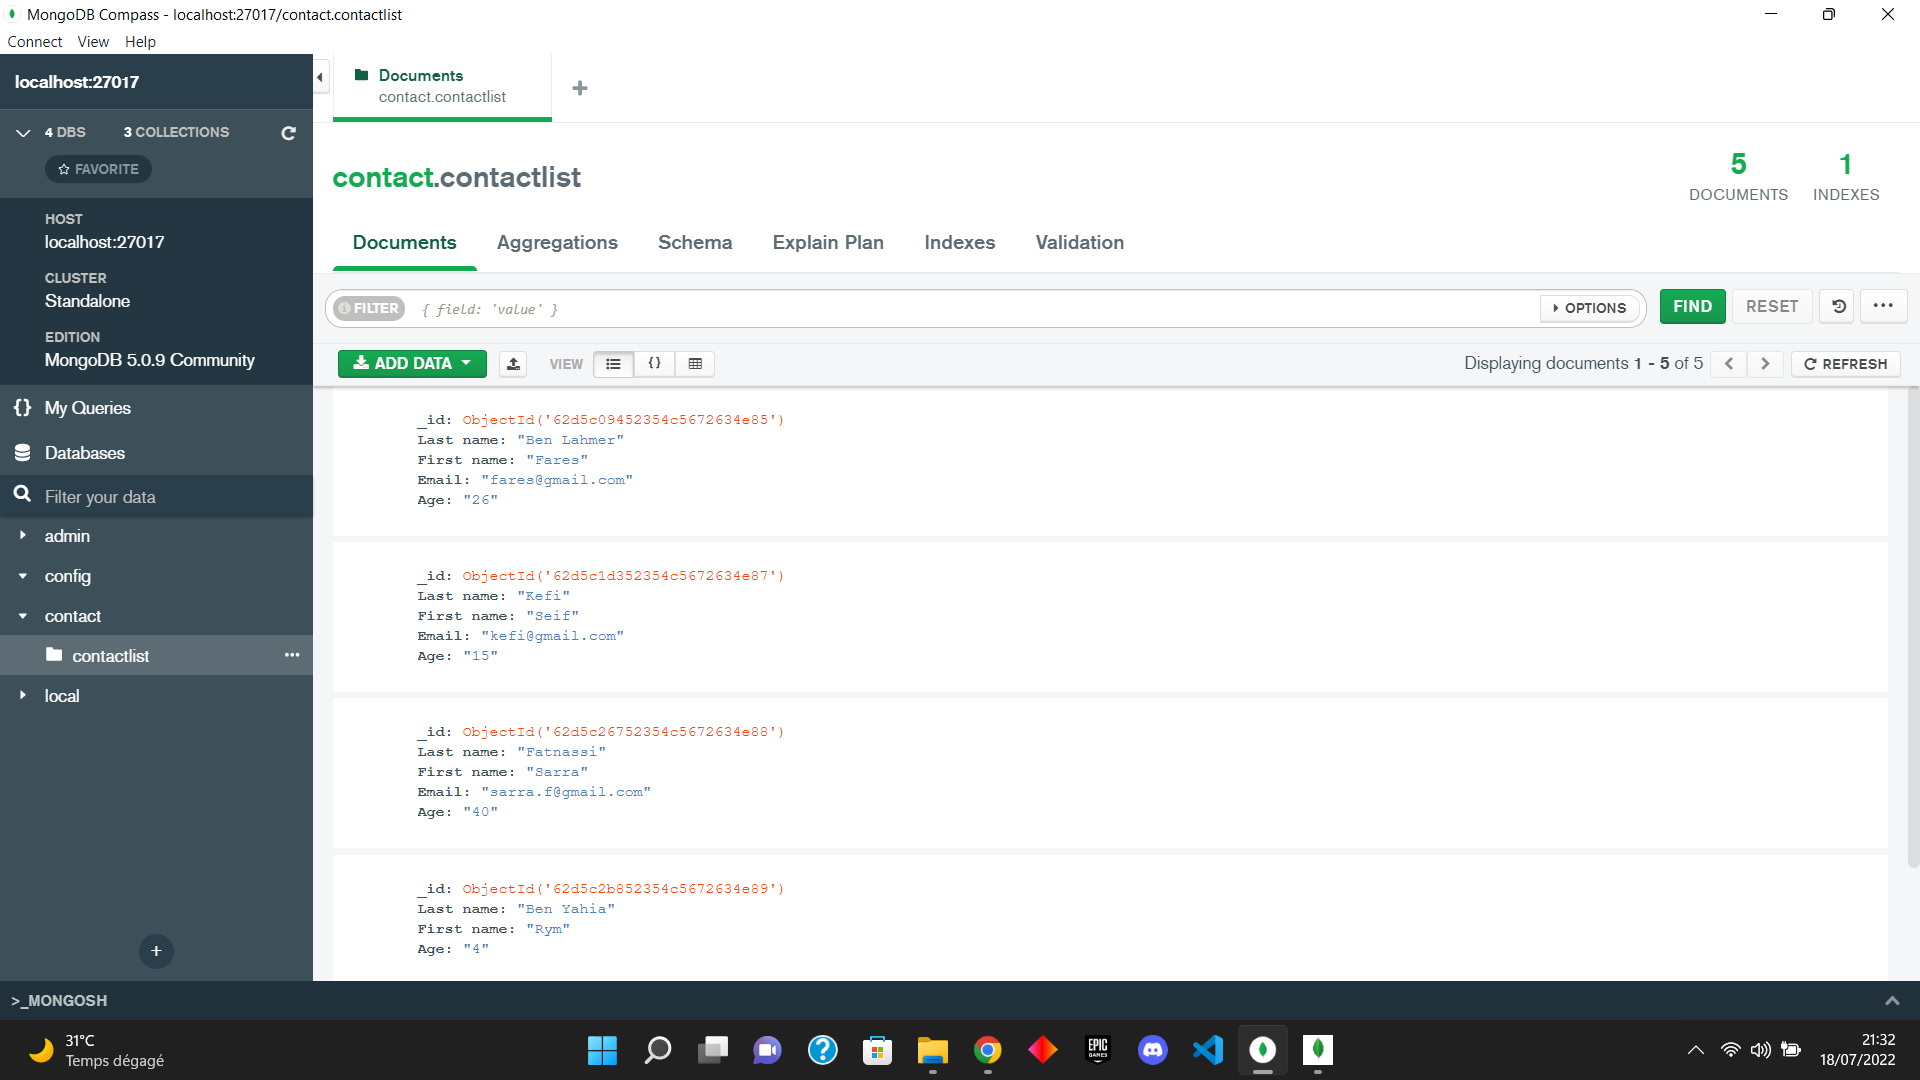 MongoDB Compass - localhost:27017/contact.contactlist
Connect View Help
localhost:27017
4 DBS 3 COLLECTIONS
FAVORITE
HOST
localhost:27017
CLUSTER
Standalone
EDITION
MongoDB 5.0.9 Community
My Queries
Databases
Filter your data
admin
config
contact
contactlist
local
Documents
contact.contactlist
contact.contactlist
5
DOCUMENTS
1
INDEXES
Documents Aggregations Schema Explain Plan Indexes Validation
FILTER { field: 'value' } OPTIONS FIND RESET
ADD DATA VIEW Displaying documents 1 - 5 of 5 REFRESH
_id: ObjectId('62d5c09452354c5672634e85')
Last name: "Ben Lahmer"
First name: "Fares"
Email: "fares@gmail.com"
Age: "26"
_id: ObjectId('62d5c1d352354c5672634e87')
Last name: "Kefi"
First name: "Seif"
Email: "kefi@gmail.com"
Age: "15"
_id: ObjectId('62d5c26752354c5672634e88')
Last name: "Fatnassi"
First name: "Sarra"
Email: "sarra.f@gmail.com"
Age: "40"
_id: ObjectId('62d5c2b852354c5672634e89')
Last name: "Ben Yahia"
First name: "Rym"
Age: "4"
>_MONGOSH
31°C
Temps dégagé
EPIC
GAMES
21:32
18/07/2022